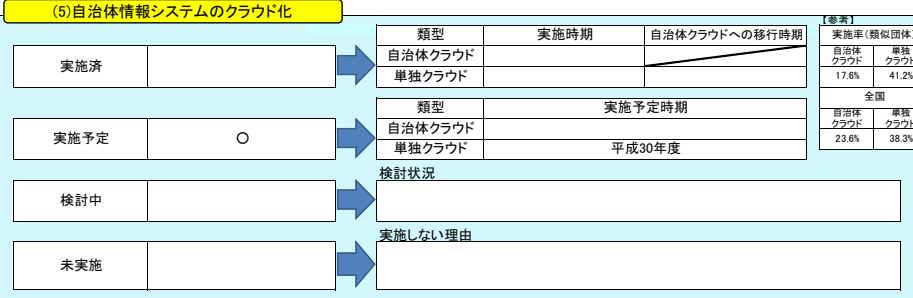 (5)自治体情報システムのクラウド化
【参考】
実施済
類型 実施時期 自治体クラウドへの移行時期
自治体クラウド
単独クラウド
実施率(類似団体)
自治体クラウド 単独クラウド
17.6% 41.2%
全国
自治体クラウド 単独クラウド
23.6% 38.3%
実施予定 ○
類型 実施予定時期
自治体クラウド
単独クラウド 平成30年度
検討中
検討状況
未実施
実施しない理由